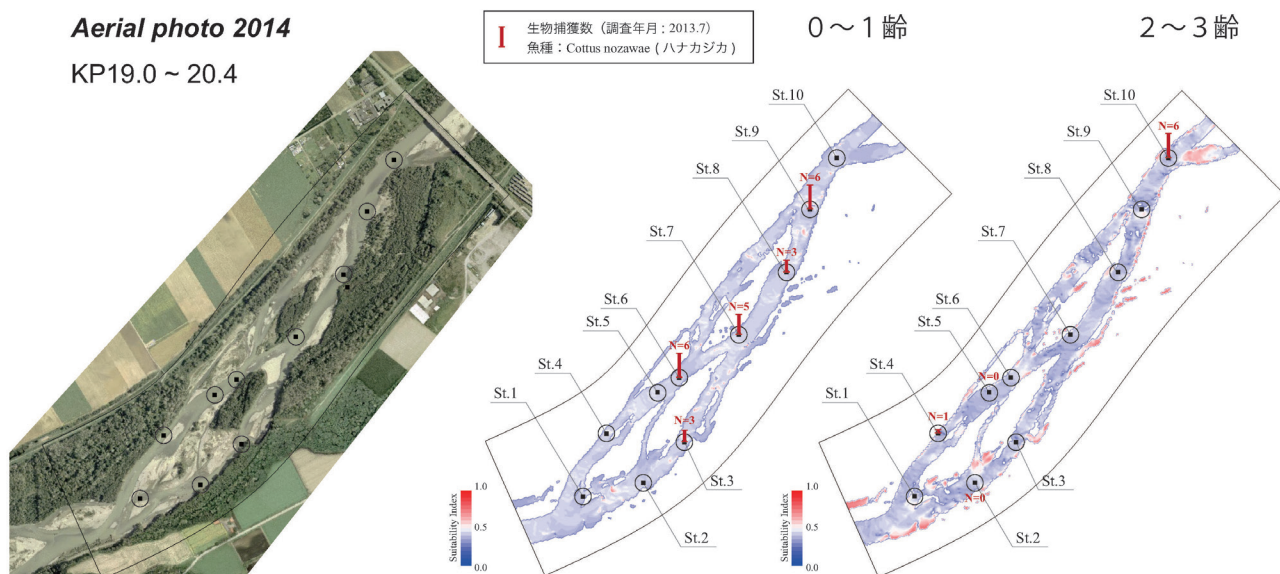 Aerial photo 2014
KP19.0 ~ 20.4
生物捕獲数（調査年月 : 2013.7）
魚種：Cottus nozawae ( ハナカジカ )
0～1齢
2～3齢
St.10
St.9
N=6
St.8
N=3
St.7
N=5
St.6
N=6
St.5
St.4
St.1
N=3
St.3
St.2
1.0
0.5
0.0
Suitability Index
St.10
N=6
St.9
St.8
St.7
St.6
St.5
N=0
St.4
N=1
St.1
St.3
N=0
St.2
1.0
0.5
0.0
Suitability Index